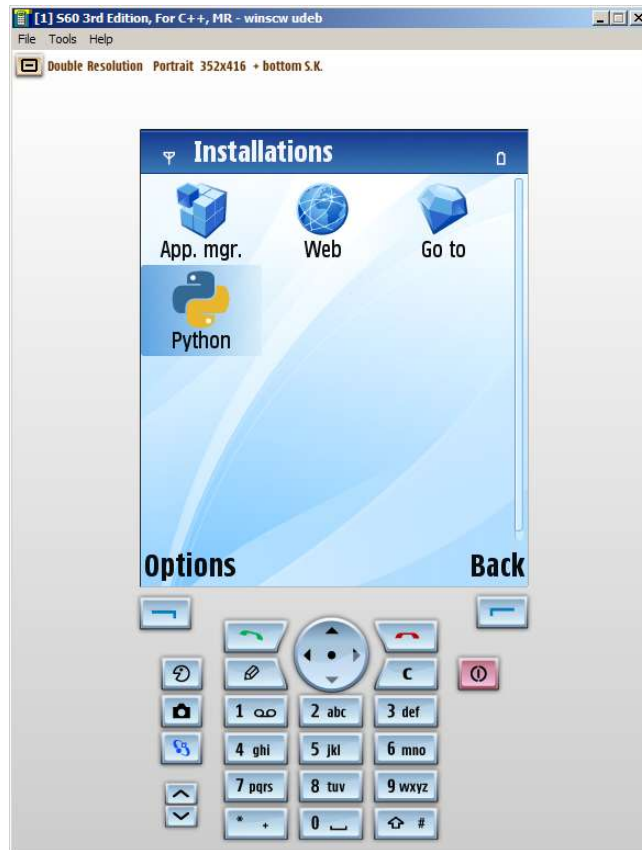 [1] S60 3rd Edition, For C++, MR - winscw udeb
File Tools Help
Double Resolution Portrait 352x416 + bottom S.K.
Installations
App. mgr. Web Go to
Python
Options Back
C
1 2 abc 3 def
4 ghi 5 jkl 6 mno
7 pqrs 8 tuv 9 wxyz
* + 0 #